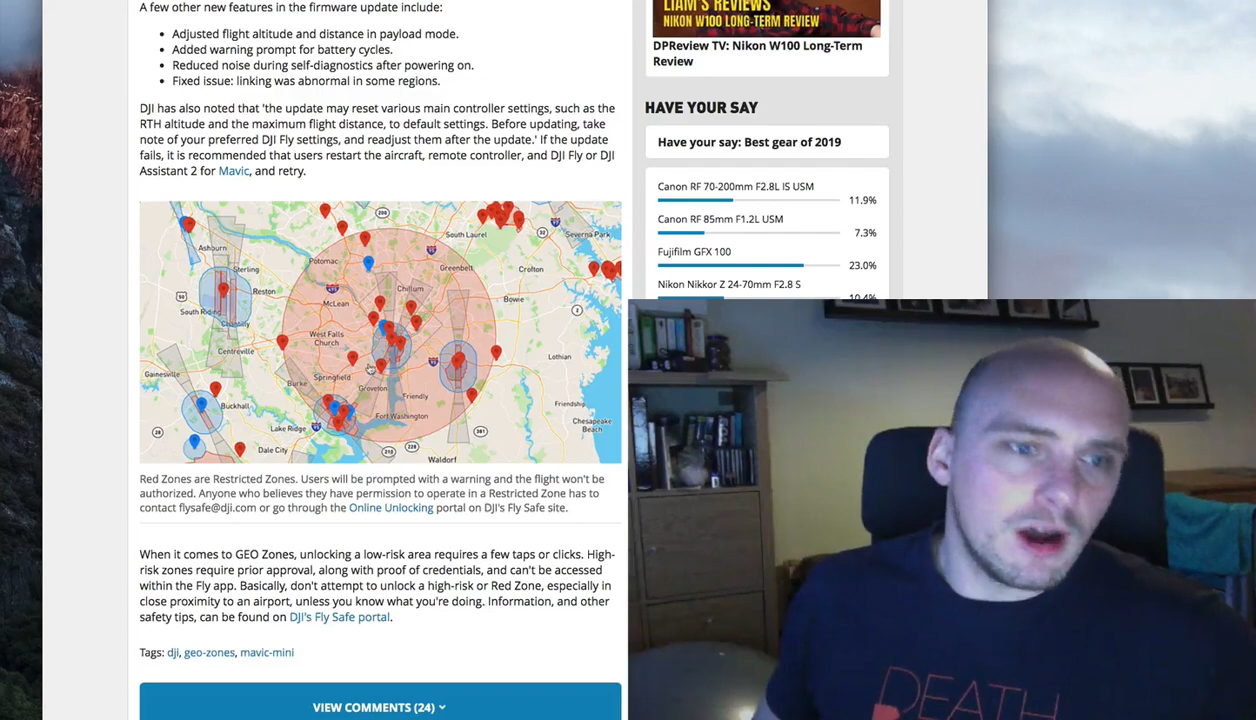 A few other new features in the firmware update include:
Adjusted flight altitude and distance in payload mode.
Added warning prompt for battery cycles.
Reduced noise during self-diagnostics after powering on.
Fixed issue: linking was abnormal in some regions.
DJI has also noted that 'the update may reset various main controller settings, such as the
RTH altitude and the maximum flight distance, to default settings. Before updating, take
note of your preferred DJI Fly settings, and readjust them after the update.' If the update
fails, it is recommended that users restart the aircraft, remote controller, and DJI Fly or DJI
Assistant 2 for Mavic, and retry.
200
South Laurel
32
Severna Park
Ashburn
Potomac
Sterling
Greenbelt
Crofton
50
Reston
McLean
Chillum
Bowie
2
South Riding
Chantilly
West Falls
Church
Centreville
Lothian
Gainesville
Burke
Springfield
Groveton
Friendly
Buckhall
Friendship
Fort Washington
28
Lake Ridge
381
Chesapeake
Beach
Dale City
210
228
Waldorf
Red Zones are Restricted Zones. Users will be prompted with a warning and the flight won't be
authorized. Anyone who believes they have permission to operate in a Restricted Zone has to
contact flysafe@dji.com or go through the Online Unlocking portal on DJI's Fly Safe site.
When it comes to GEO Zones, unlocking a low-risk area requires a few taps or clicks. High-
risk zones require prior approval, along with proof of credentials, and can't be accessed
within the Fly app. Basically, don't attempt to unlock a high-risk or Red Zone, especially in
close proximity to an airport, unless you know what you're doing. Information, and other
safety tips, can be found on DJI's Fly Safe portal.
Tags: dji, geo-zones, mavic-mini
VIEW COMMENTS (24)
LIAM'S REVIEWS
NIKON W100 LONG-TERM REVIEW
DPReview TV: Nikon W100 Long-Term
Review
HAVE YOUR SAY
Have your say: Best gear of 2019
Canon RF 70-200mm F2.8L IS USM
11.9%
Canon RF 85mm F1.2L USM
7.3%
Fujifilm GFX 100
23.0%
Nikon Nikkor Z 24-70mm F2.8 S
10.4%
DEATH